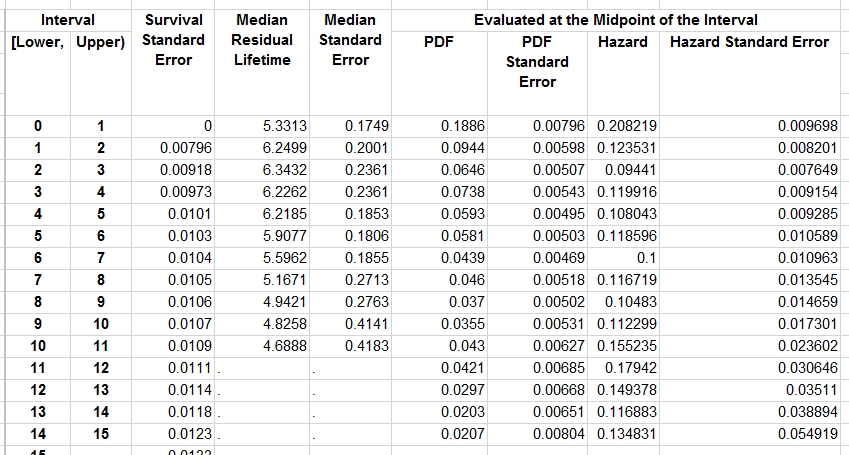 Interval Survival Median Median Evaluated at the Midpoint of the Interval
[Lower, Upper) Standard Residual Standard PDF PDF Hazard Hazard Standard Error
Error Lifetime Error Standard
Error
0 1 0 5.3313 0.1749 0.1886 0.00796 0.208219 0.009698
1 2 0.00796 6.2499 0.2001 0.0944 0.00598 0.123531 0.008201
2 3 0.00918 6.3432 0.2361 0.0646 0.00507 0.09441 0.007649
3 4 0.00973 6.2262 0.2361 0.0738 0.00543 0.119916 0.009154
4 5 0.0101 6.2185 0.1853 0.0593 0.00495 0.108043 0.009285
5 6 0.0103 5.9077 0.1806 0.0581 0.00503 0.118596 0.010589
6 7 0.0104 5.5962 0.1855 0.0439 0.00469 0.1 0.010963
7 8 0.0105 5.1671 0.2713 0.046 0.00518 0.116719 0.013545
8 9 0.0106 4.9421 0.2763 0.037 0.00502 0.10483 0.014659
9 10 0.0107 4.8258 0.4141 0.0355 0.00531 0.112299 0.017301
10 11 0.0109 4.6888 0.4183 0.043 0.00627 0.155235 0.023602
11 12 0.0111 . . 0.0421 0.00685 0.17942 0.030646
12 13 0.0114 . . 0.0297 0.00668 0.149378 0.03511
13 14 0.0118 . . 0.0203 0.00651 0.116883 0.038894
14 15 0.0123 . . 0.0207 0.00804 0.134831 0.054919